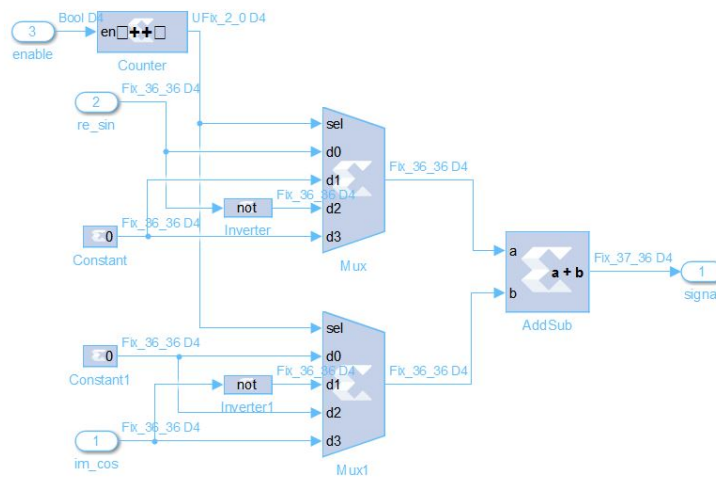 Bool D4
UFix_2_0 D4
3
en
++
enable
Counter
Fix_36_36 D4
2
re_sin
sel
d0
Fix_36_36 D4
d1
Fix_36_36 D4
not
d2
Fix_36_36 D4
Inverter
0
d3
Constant
Mux
a
Fix_37_36 D4
a + b
1
b
signal
AddSub
sel
Fix_36_36 D4
0
d0
Fix_36_36 D4
Fix_36_36 D4
Constant1
not
d1
Inverter1
d2
Fix_36_36 D4
1
d3
im_cos
Mux1